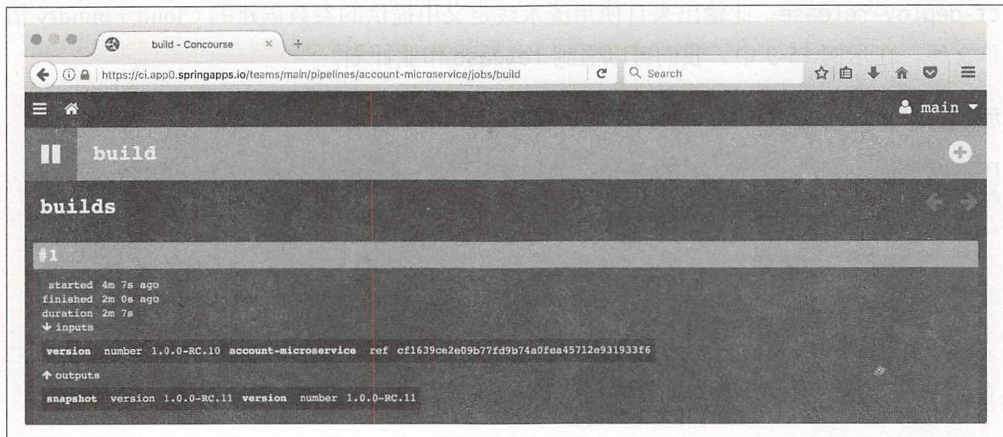 build - Concourse
https://ci.app0.springapps.io/teams/main/pipelines/account-microservice/jobs/build
Search
main
build
builds
#1
started 4m 7s ago
finished 2m 0s ago
duration 2m 7s
inputs
version number 1.0.0-RC.10 account-microservice ref cf1639ce2e09b77fd9b74a0fea45712e931933f6
outputs
snapshot version 1.0.0-RC.11 version number 1.0.0-RC.11